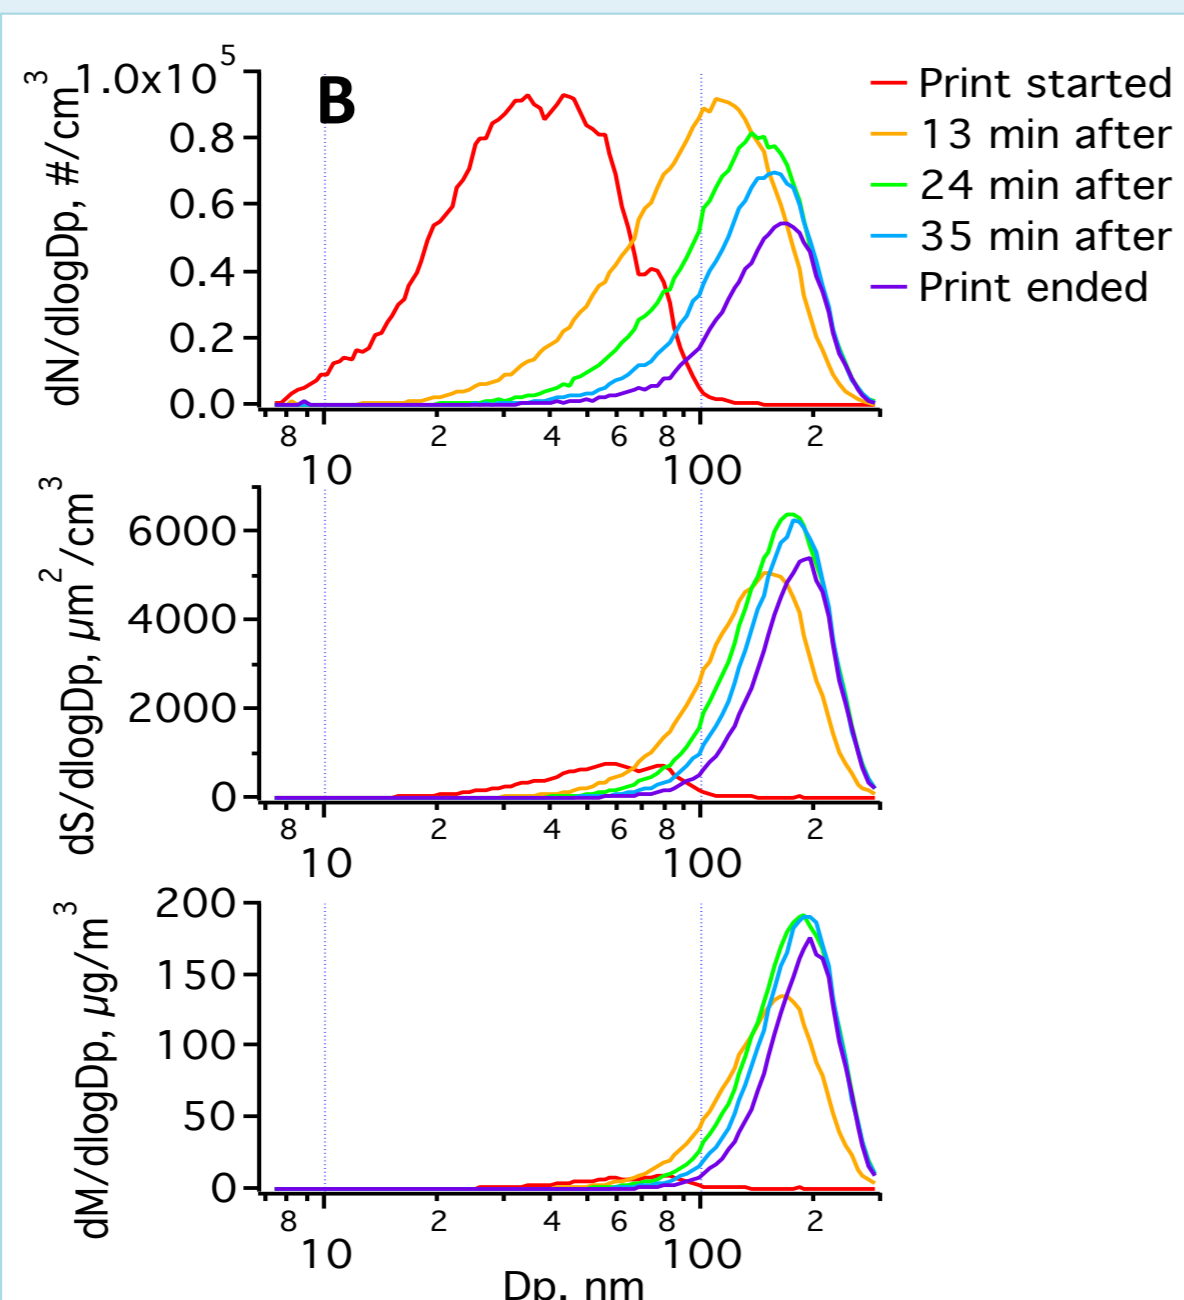 B
dN/dlogDp, #/cm3
1.0x105
0.8
0.6
0.4
0.2
0.0
8 2 4 6 8 2
10 100
Print started
13 min after
24 min after
35 min after
Print ended
dS/dlogDp, µm2/cm3
6000
4000
2000
0
8 2 4 6 8 2
10 100
dM/dlogDp, µg/m3
200
150
100
50
0
8 2 4 6 8 2
10 100
Dp, nm